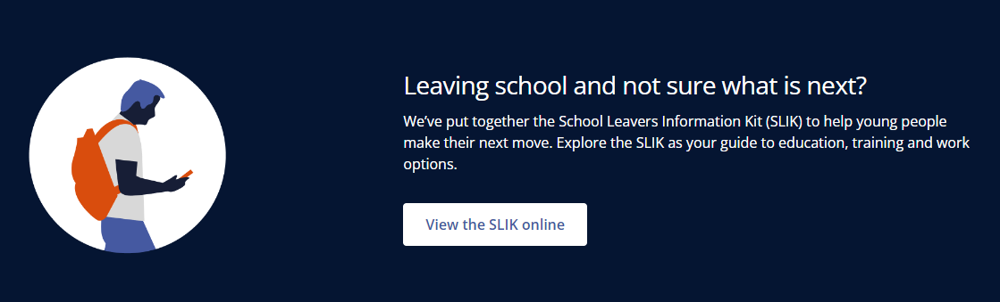 Leaving school and not sure what is next?
We’ve put together the School Leavers Information Kit (SLIK) to help young people
make their next move. Explore the SLIK as your guide to education, training and work
options.
View the SLIK online